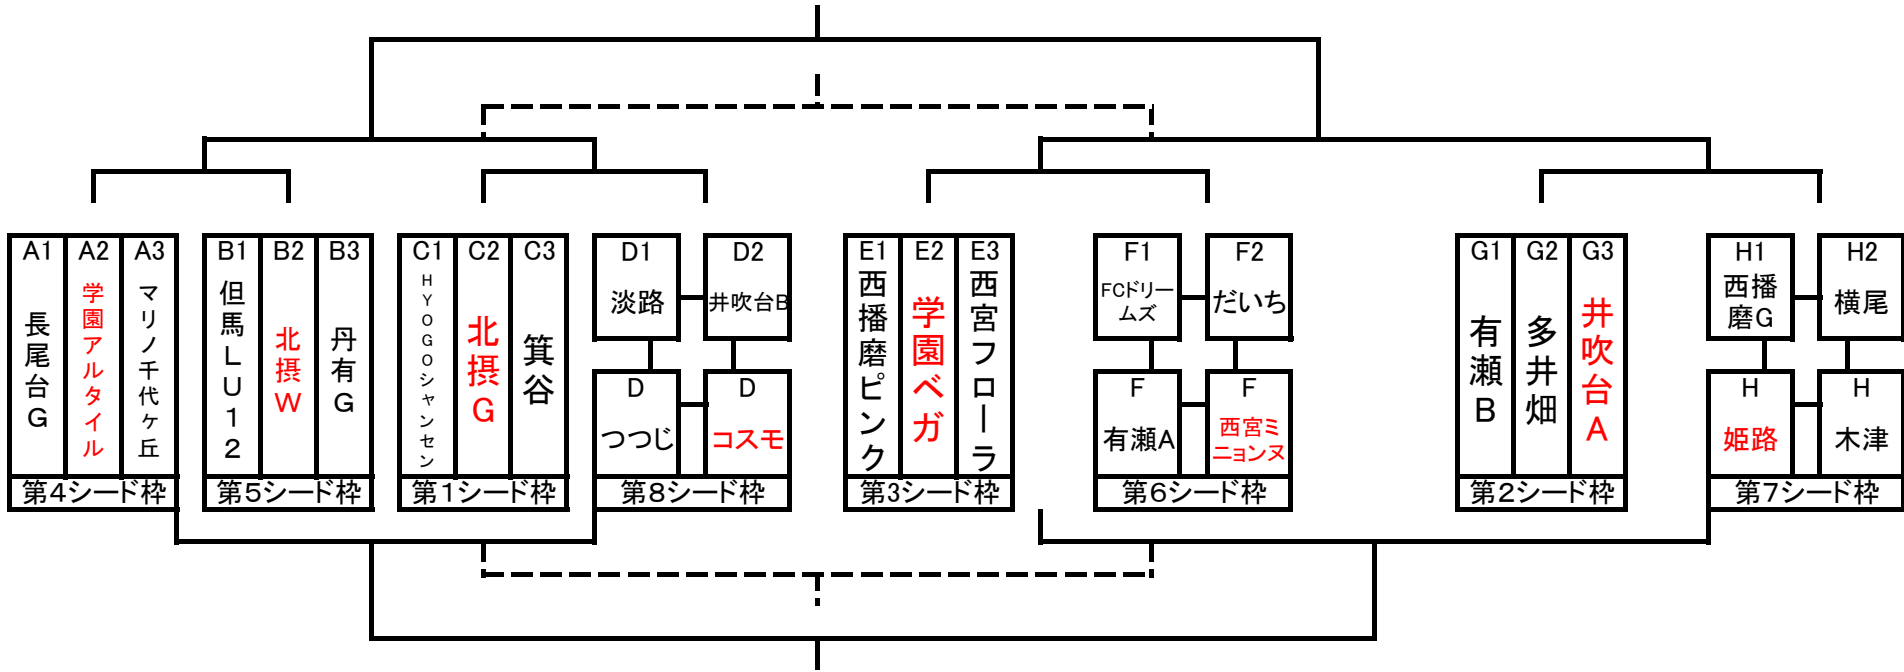 A1
長尾台G
A2
学園アルタイル
A3
マリノ千代ヶ丘
第4シード枠
B1
但馬LU12
B2
北摂W
B3
丹有G
第5シード枠
C1
HYOGOシャンセン
C2
北摂G
C3
箕谷
第1シード枠
D1
淡路
D2
井吹台B
D
つつじ
D
コスモ
第8シード枠
E1
西播磨ピンク
E2
学園ベガ
E3
西宮フローラ
第3シード枠
F1
FCドリー
ムズ
F2
だいち
F
有瀬A
F
西宮ミ
ニョンヌ
第6シード枠
G1
有瀬B
G2
多井畑
G3
井吹台A
第2シード枠
H1
西播
磨G
H2
横尾
H
姫路
H
木津
第7シード枠